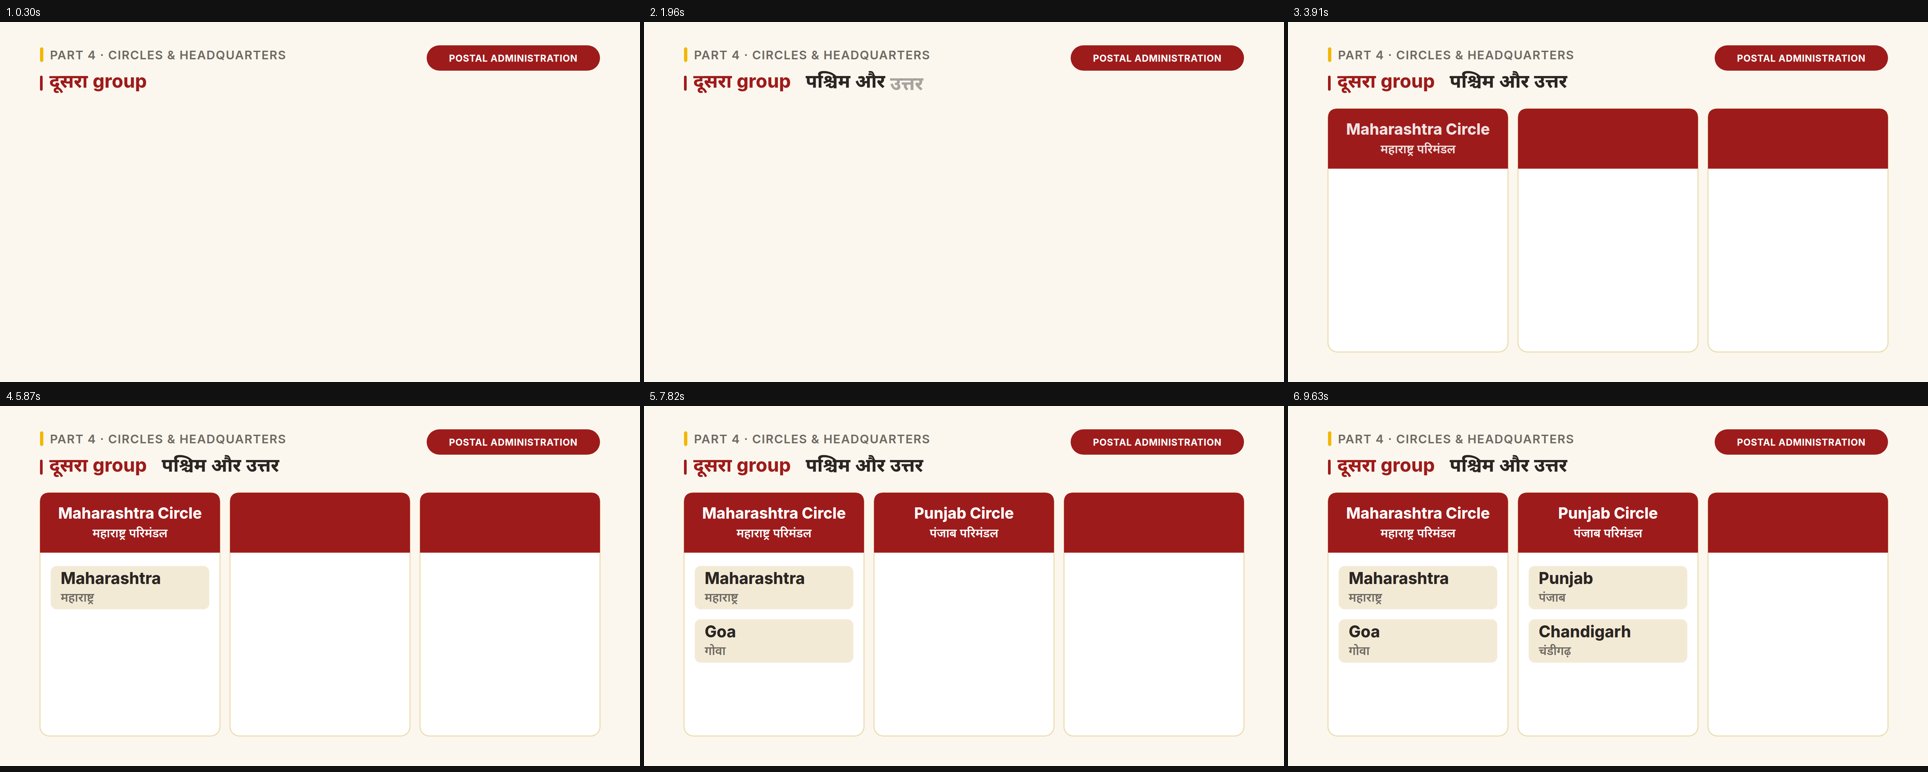 1. 0.30s
PART 4 · CIRCLES & HEADQUARTERS
POSTAL ADMINISTRATION
दूसरा group
2. 1.96s
PART 4 · CIRCLES & HEADQUARTERS
POSTAL ADMINISTRATION
दूसरा group पश्चिम और उत्तर
3. 3.91s
PART 4 · CIRCLES & HEADQUARTERS
POSTAL ADMINISTRATION
दूसरा group पश्चिम और उत्तर
Maharashtra Circle
महाराष्ट्र परिमंडल
4. 5.87s
PART 4 · CIRCLES & HEADQUARTERS
POSTAL ADMINISTRATION
दूसरा group पश्चिम और उत्तर
Maharashtra Circle
महाराष्ट्र परिमंडल
Maharashtra
महाराष्ट्र
5. 7.82s
PART 4 · CIRCLES & HEADQUARTERS
POSTAL ADMINISTRATION
दूसरा group पश्चिम और उत्तर
Maharashtra Circle
महाराष्ट्र परिमंडल
Maharashtra
महाराष्ट्र
Goa
गोवा
Punjab Circle
पंजाब परिमंडल
6. 9.63s
PART 4 · CIRCLES & HEADQUARTERS
POSTAL ADMINISTRATION
दूसरा group पश्चिम और उत्तर
Maharashtra Circle
महाराष्ट्र परिमंडल
Maharashtra
महाराष्ट्र
Goa
गोवा
Punjab Circle
पंजाब परिमंडल
Punjab
पंजाब
Chandigarh
चंडीगढ़